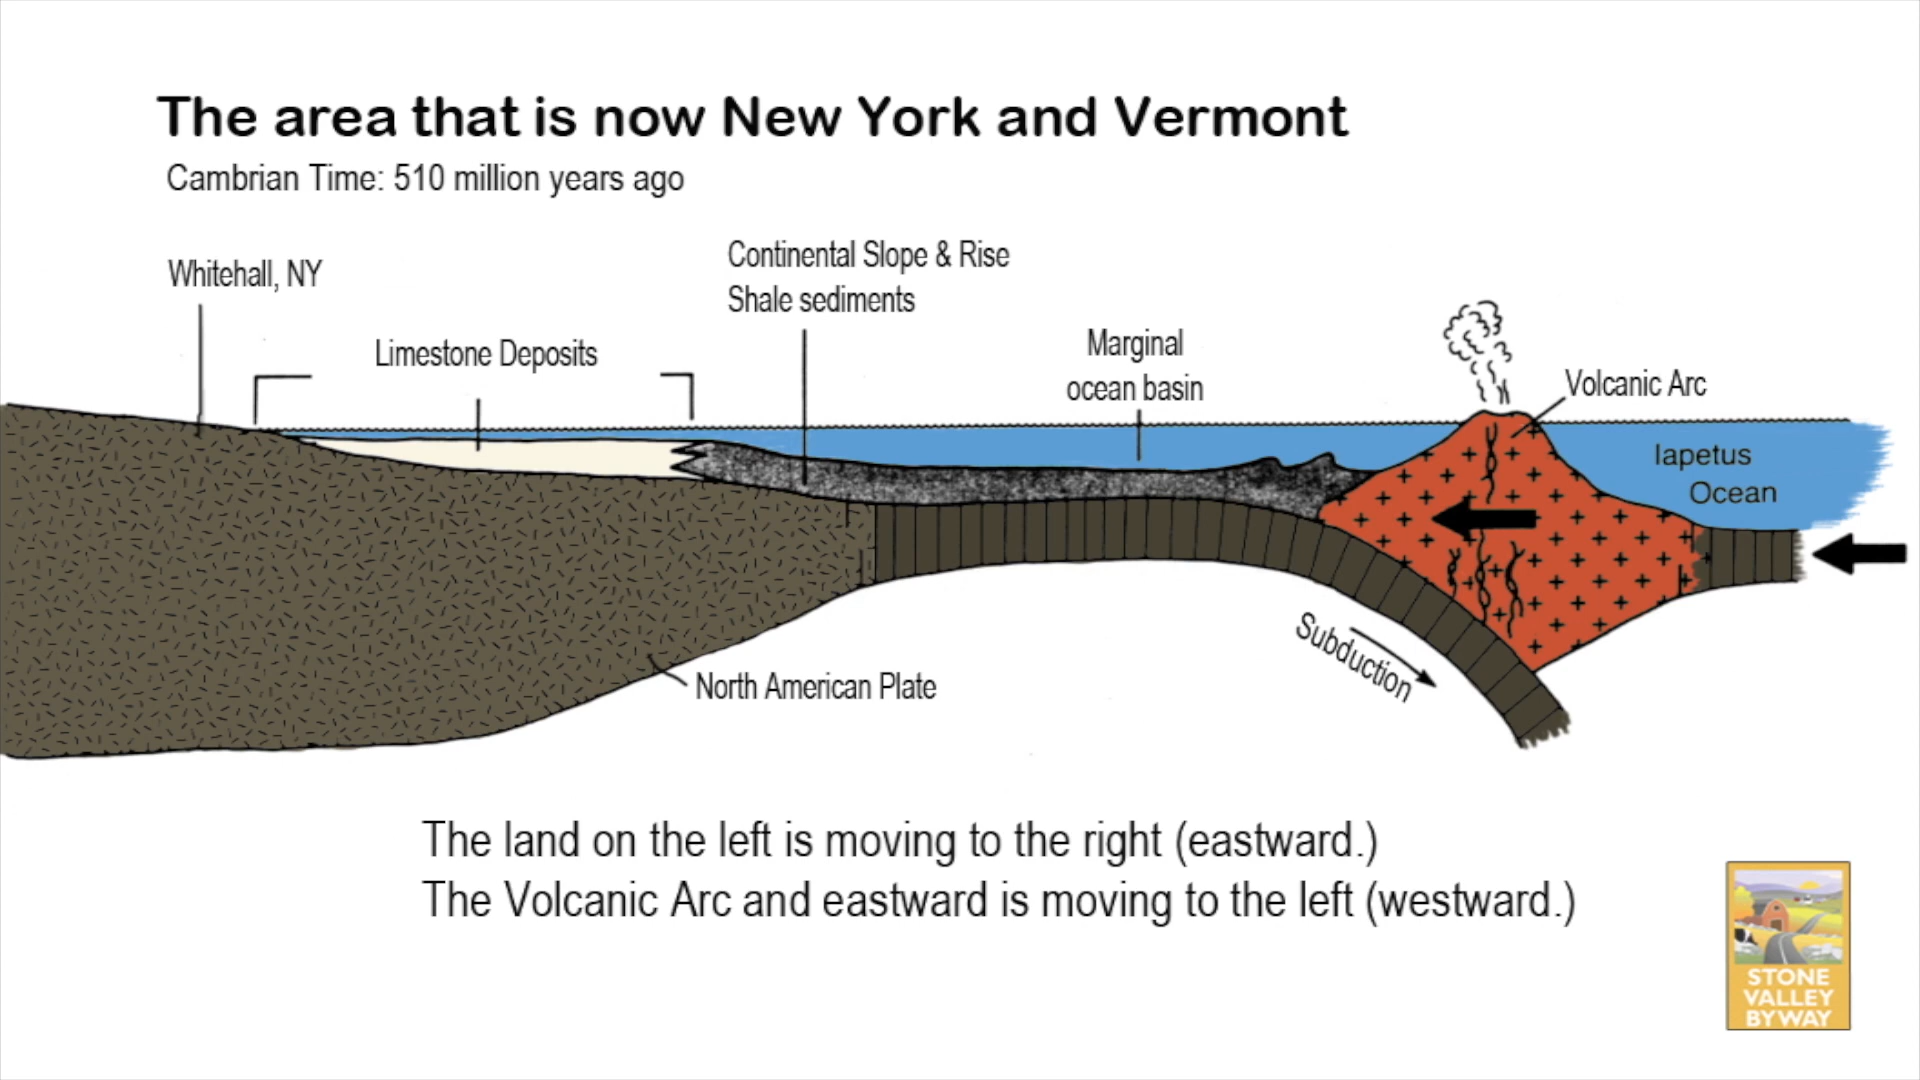 The area that is now New York and Vermont
Cambrian Time: 510 million years ago
Continental Slope & Rise
Shale sediments
Whitehall, NY
Limestone Deposits
Marginal
ocean basin
Volcanic Arc
Iapetus
Ocean
Subduction
North American Plate
The land on the left is moving to the right (eastward.)
The Volcanic Arc and eastward is moving to the left (westward.)
STONE
VALLEY
BYWAY